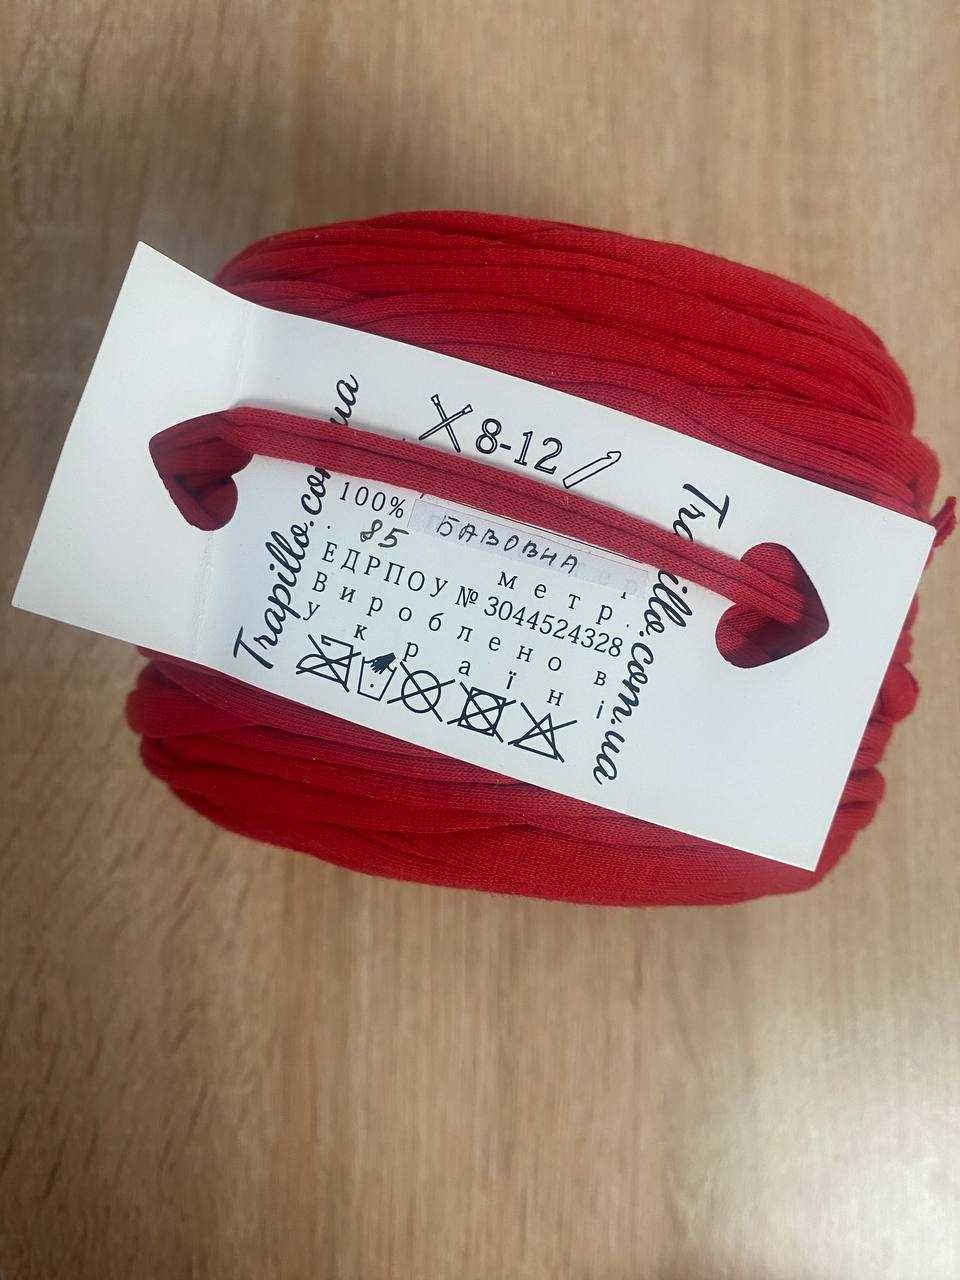 8-12
100% БАВОВНА
85 метр.
ЕДРПОУ № 3044524328
Вироблено в
україні
Trapillo.com.ua
Trapillo.com.ua